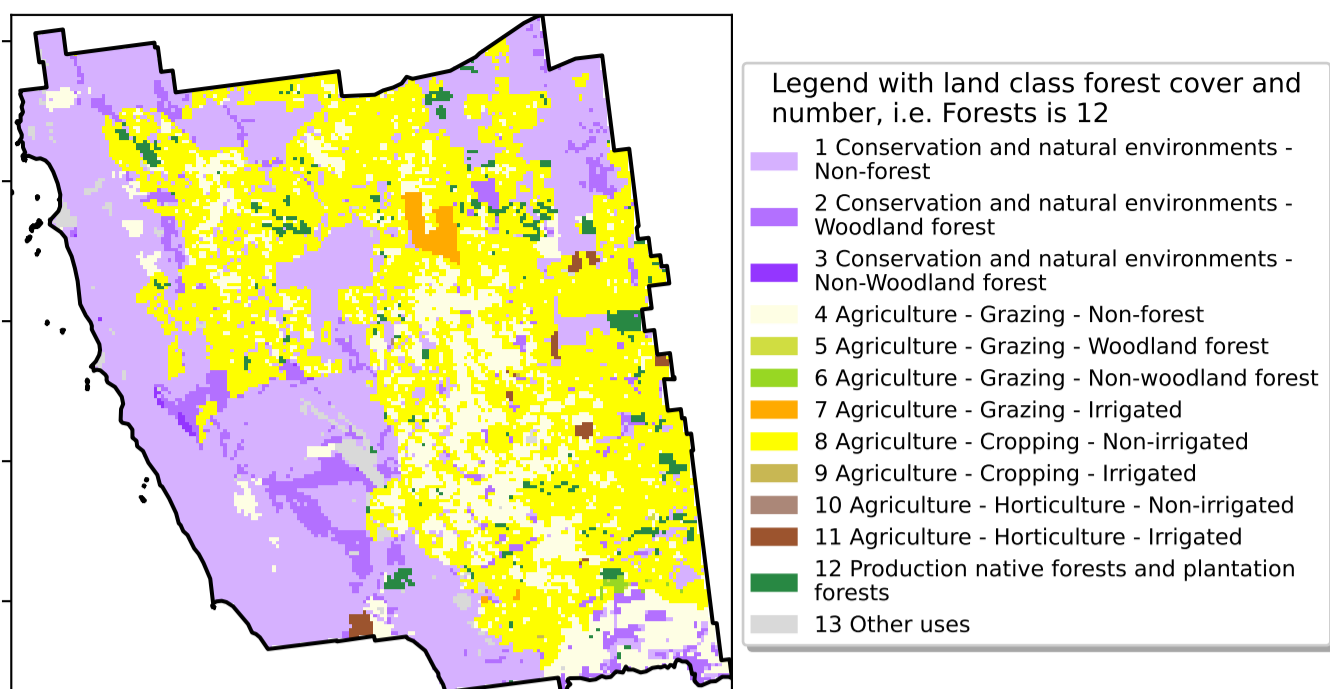 Legend with land class forest cover and
number, i.e. Forests is 12
1 Conservation and natural environments -
Non-forest
2 Conservation and natural environments -
Woodland forest
3 Conservation and natural environments -
Non-Woodland forest
4 Agriculture - Grazing - Non-forest
5 Agriculture - Grazing - Woodland forest
6 Agriculture - Grazing - Non-woodland forest
7 Agriculture - Grazing - Irrigated
8 Agriculture - Cropping - Non-irrigated
9 Agriculture - Cropping - Irrigated
10 Agriculture - Horticulture - Non-irrigated
11 Agriculture - Horticulture - Irrigated
12 Production native forests and plantation
forests
13 Other uses